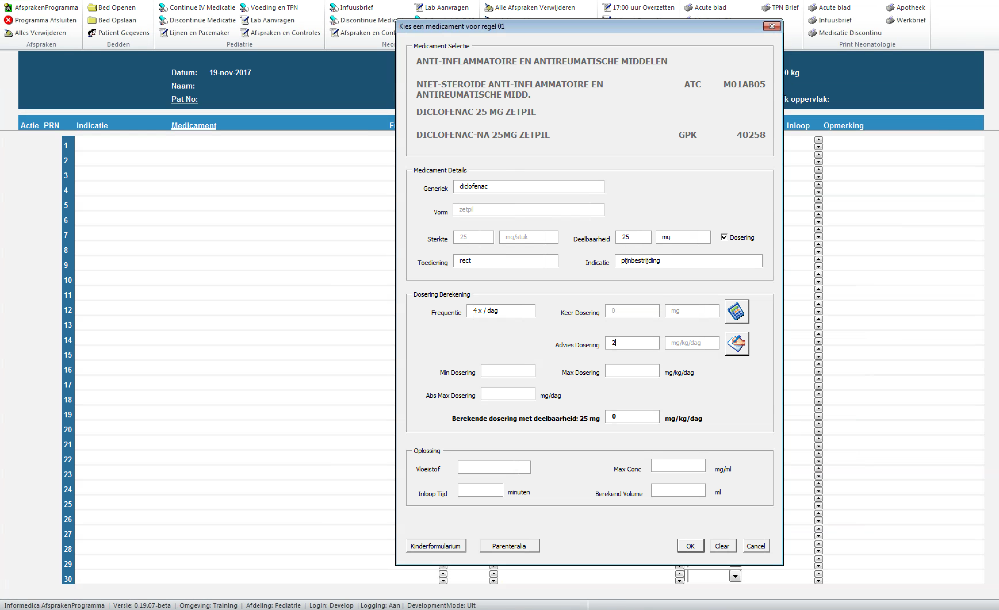 AfsprakenProgramma
Programma Afsluiten
Alles Verwijderen
Afspraken
Bed Openen
Bed Opslaan
Patient Gegevens
Bedden
Continue IV Medicatie
Discontinue Medicatie
Lijnen en Pacemaker
Voeding en TPN
Lab Aanvragen
Afspraken en Controles
Pediatrie
Infuusbrief
Discontinue Medic
Afspraken en Cont
Neo
Lab Aanvragen
Alle Afspraken Verwijderen
17:00 uur Overzetten
Acute blad
TPN Brief
Acute blad
Infuusbrief
Medicatie Discontinu
Apotheek
Werkbrief
Print Neonatologie
Datum: 19-nov-2017
Naam:
Pat No:
0 kg
k oppervlak:
Actie PRN Indicatie Medicament F Inloop Opmerking
1
2
3
4
5
6
7
8
9
10
11
12
13
14
15
16
17
18
19
20
21
22
23
24
25
26
27
28
29
30
Kies een medicament voor regel 01
Medicament Selectie
ANTI-INFLAMMATOIRE EN ANTIREUMATISCHE MIDDELEN
NIET-STEROIDE ANTI-INFLAMMATOIRE EN ATC M01AB05
ANTIREUMATISCHE MIDD.
DICLOFENAC 25 MG ZETPIL
DICLOFENAC-NA 25MG ZETPIL GPK 40258
Medicament Details
Generiek diclofenac
Vorm zetpil
Sterkte 25 mg/stuk Deelbaarheid 25 mg Dosering
Toediening rect Indicatie pijnbestrijding
Dosering Berekening
Frequentie 4 x / dag Keer Dosering 0 mg
Advies Dosering 2 mg/kg/dag
Min Dosering Max Dosering mg/kg/dag
Abs Max Dosering mg/dag
Berekende dosering met deelbaarheid: 25 mg 0 mg/kg/dag
Oplossing
Vloeistof Max Conc mg/ml
Inloop Tijd minuten Berekend Volume ml
Kinderformularium Parenteralia OK Clear Cancel
Informedica AfsprakenProgramma | Versie: 0.19.07-beta | Omgeving: Training | Afdeling: Pediatrie | Login: Develop | Logging: Aan | DevelopmentMode: Uit